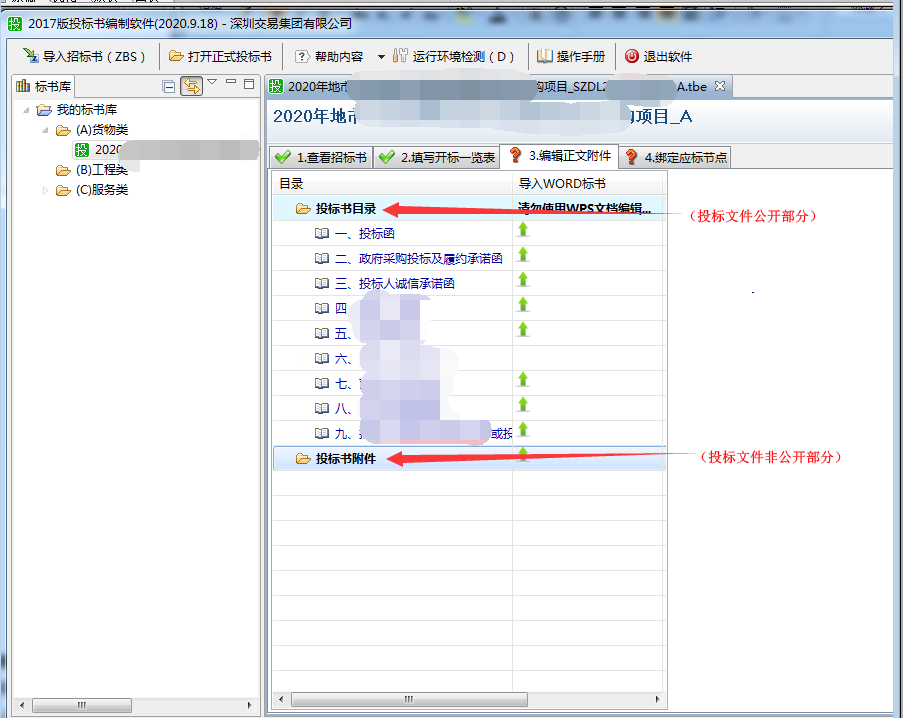 2017版投标书编制软件(2020.9.18) - 深圳交易集团有限公司
导入招标书(ZBS) 打开正式投标书 帮助内容 运行环境检测(D) 操作手册 退出软件
标书库
我的标书库
(A)货物类
2020
(B)工程类
(C)服务类
2020年地市 购项目_SZDL2 A.tbe
2020年地市 购项目_A
1.查看招标书 2.填写开标一览表 3.编辑正文附件 4.绑定应标节点
目录 导入WORD标书
投标书目录 请勿使用WPS文档编辑...
（投标文件公开部分）
一、投标函
二、政府采购投标及履约承诺函
三、投标人诚信承诺函
四
五、
六、
七、
八、
九、 或投
投标书附件
（投标文件非公开部分）